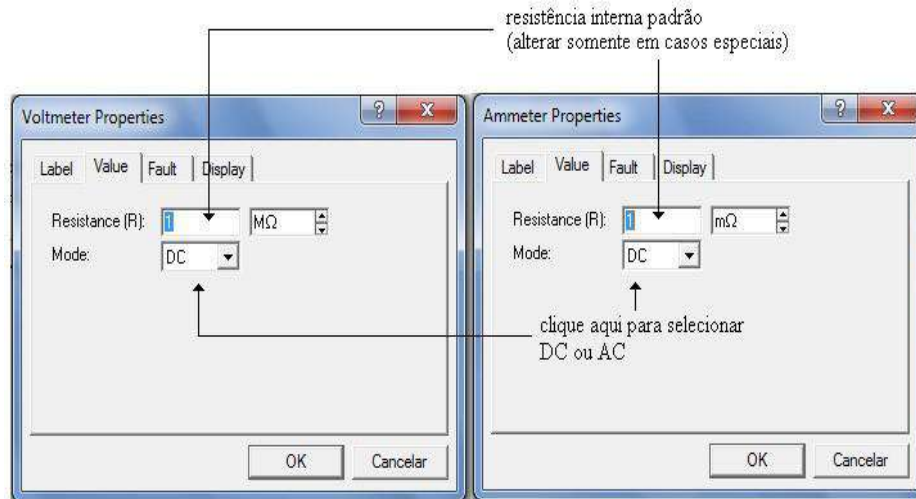 resistência interna padrão
(alterar somente em casos especiais)
Voltmeter Properties
Label Value Fault Display
Resistance (R): 1 MΩ
Mode: DC
OK Cancelar
Ammeter Properties
Label Value Fault Display
Resistance (R): 1 mΩ
Mode: DC
OK Cancelar
clique aqui para selecionar
DC ou AC